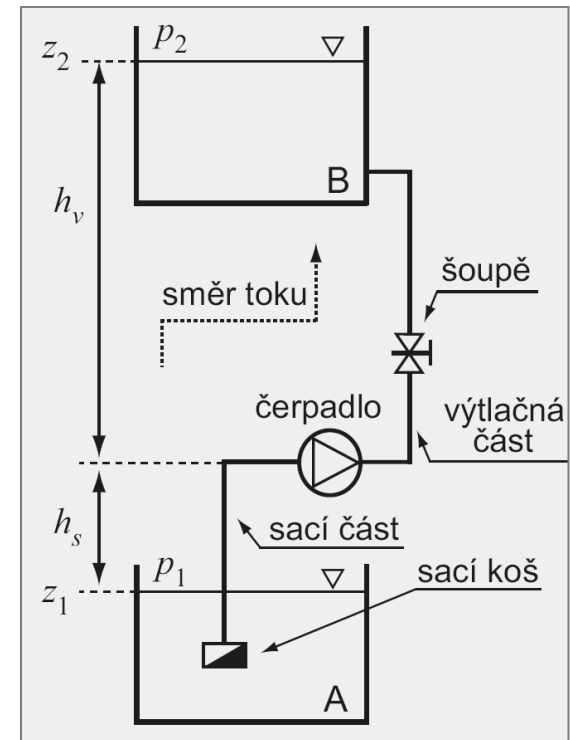 z2
p2
B
hv
směr toku
šoupě
čerpadlo
výtlačná
část
hs
sací část
p1
sací koš
z1
A